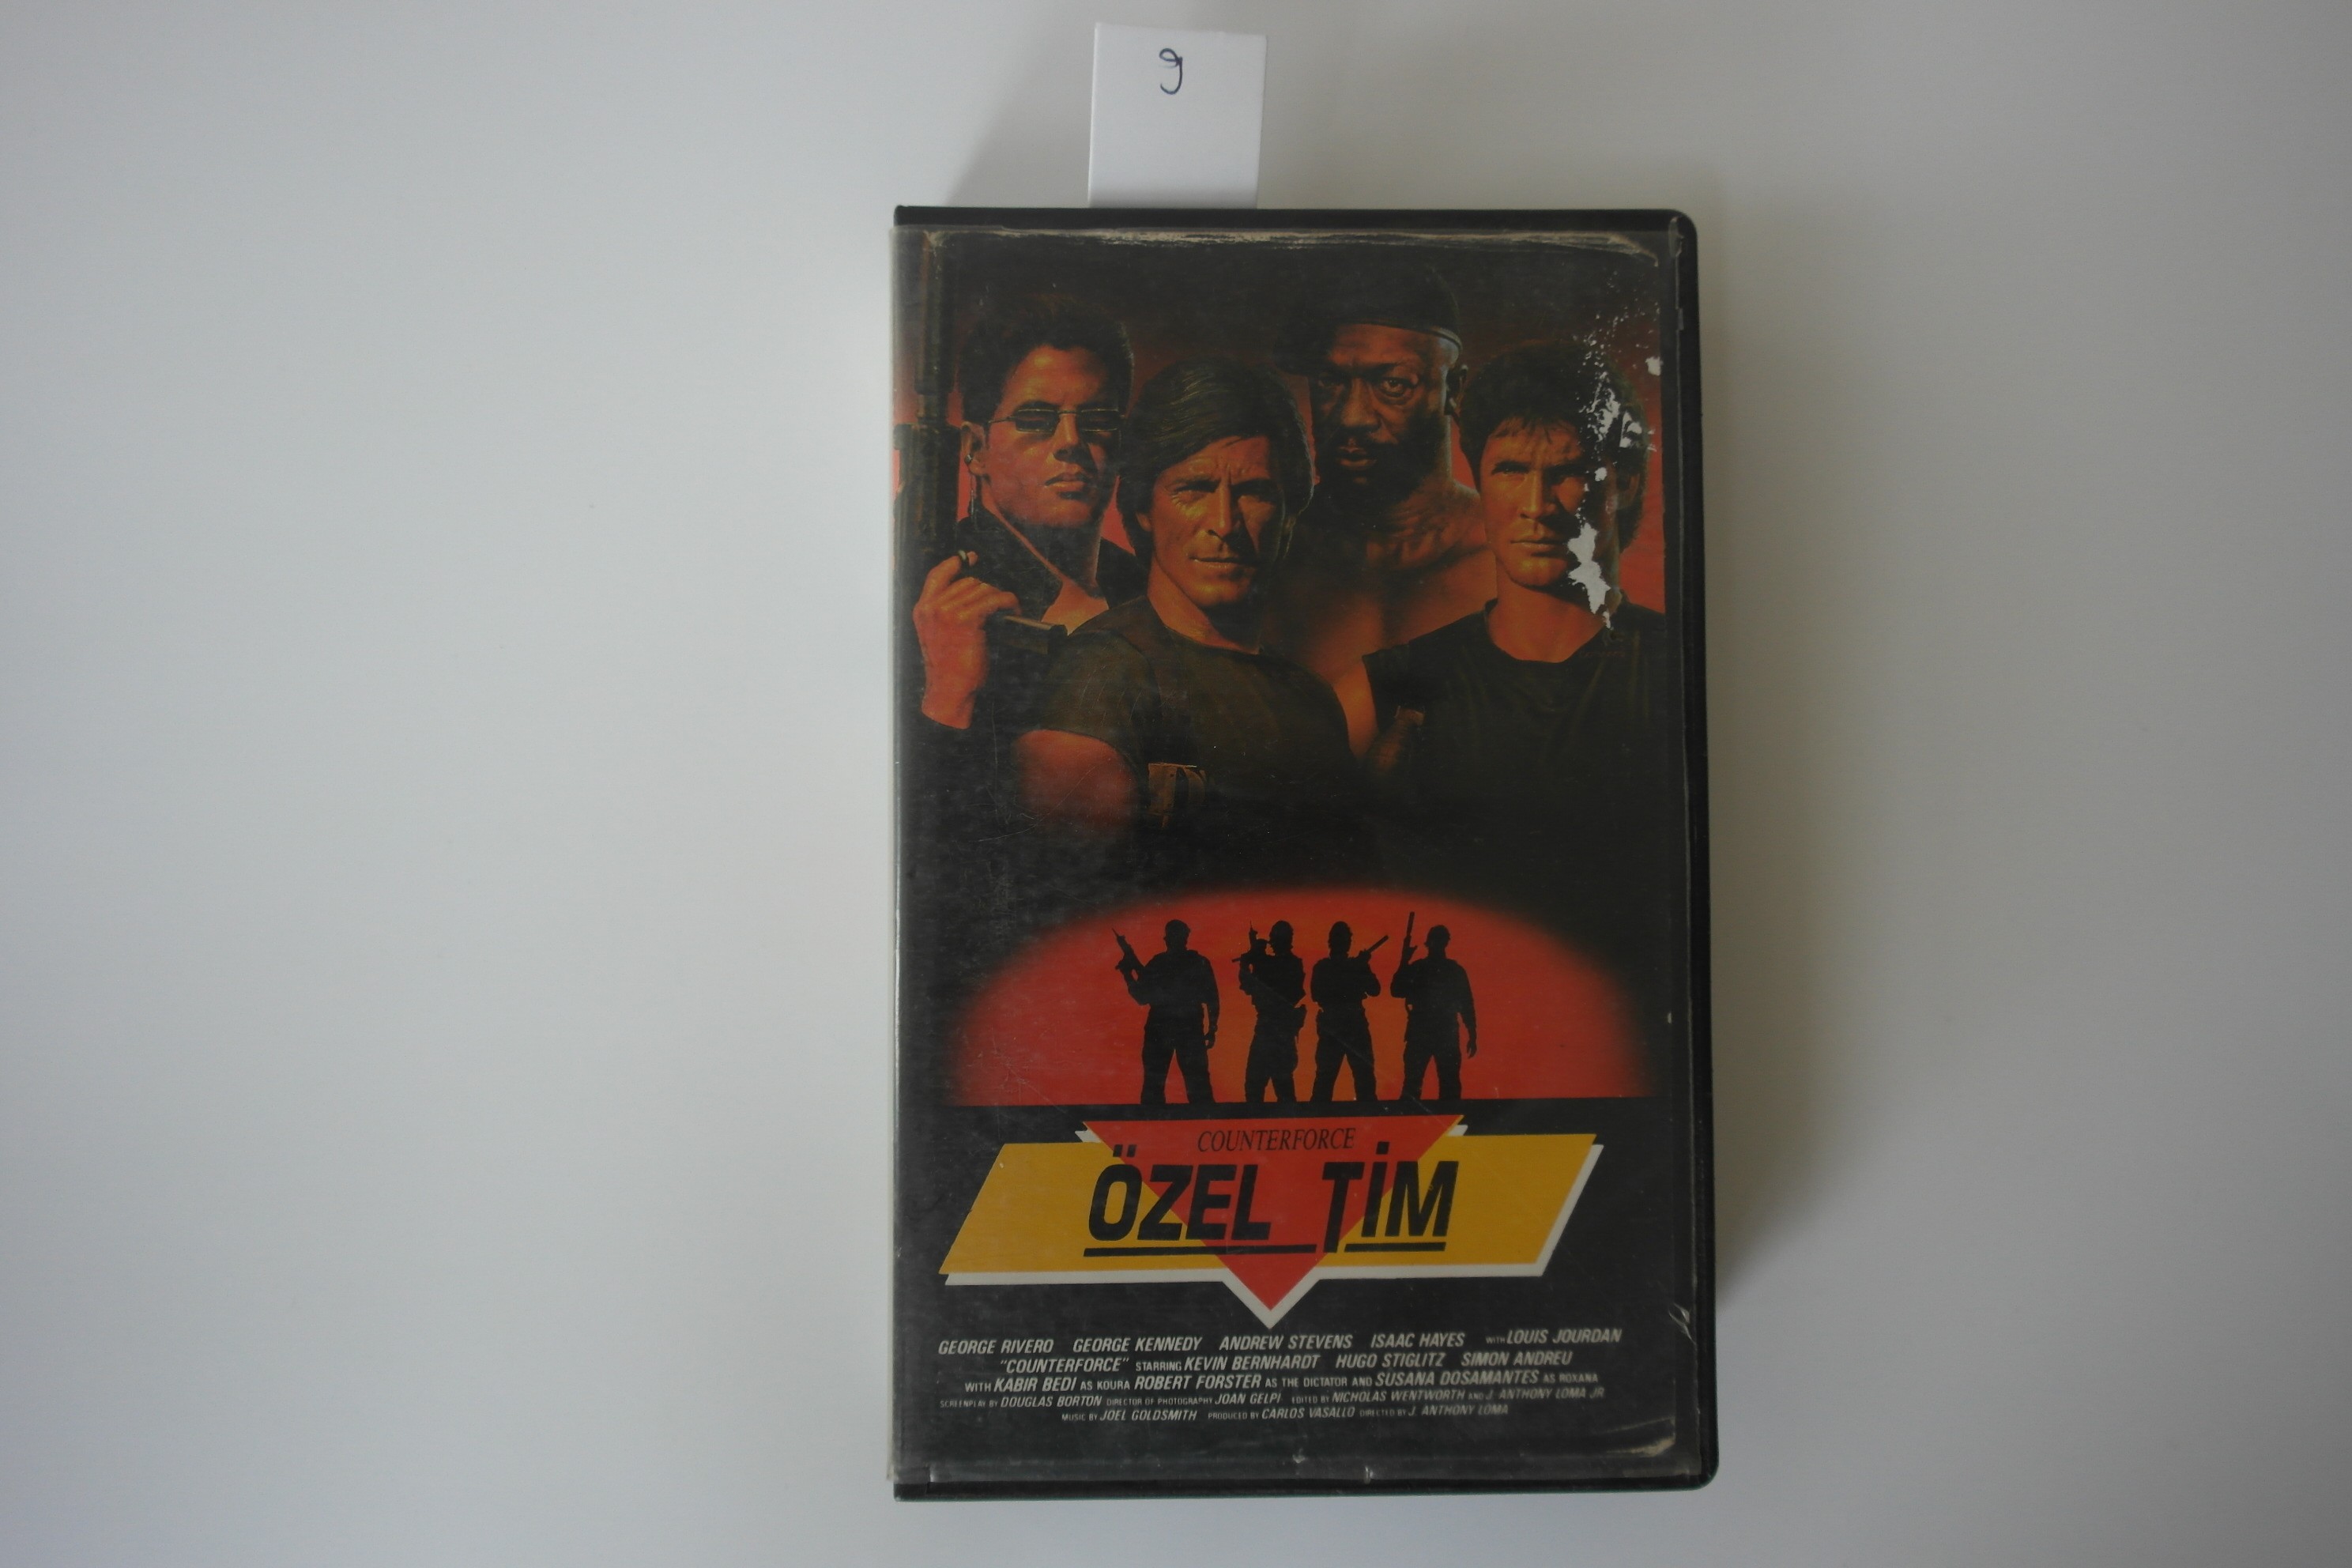 9
COUNTERFORCE
ÖZEL TİM
GEORGE RIVERO GEORGE KENNEDY ANDREW STEVENS ISAAC HAYES WITH LOUIS JOURDAN
"COUNTERFORCE" STARRING KEVIN BERNHARDT HUGO STIGLITZ SIMON ANDREU
WITH KABIR BEDI AS KOURA ROBERT FORSTER AS THE DICTATOR AND SUSANA DOSAMANTES AS ROXANA
SCREENPLAY BY DOUGLAS BORTON DIRECTOR OF PHOTOGRAPHY JOAN GELPI EDITED BY NICHOLAS WENTWORTH AND J. ANTHONY LOMA JR
MUSIC BY JOEL GOLDSMITH PRODUCED BY CARLOS VASALLO DIRECTED BY J. ANTHONY LOMA